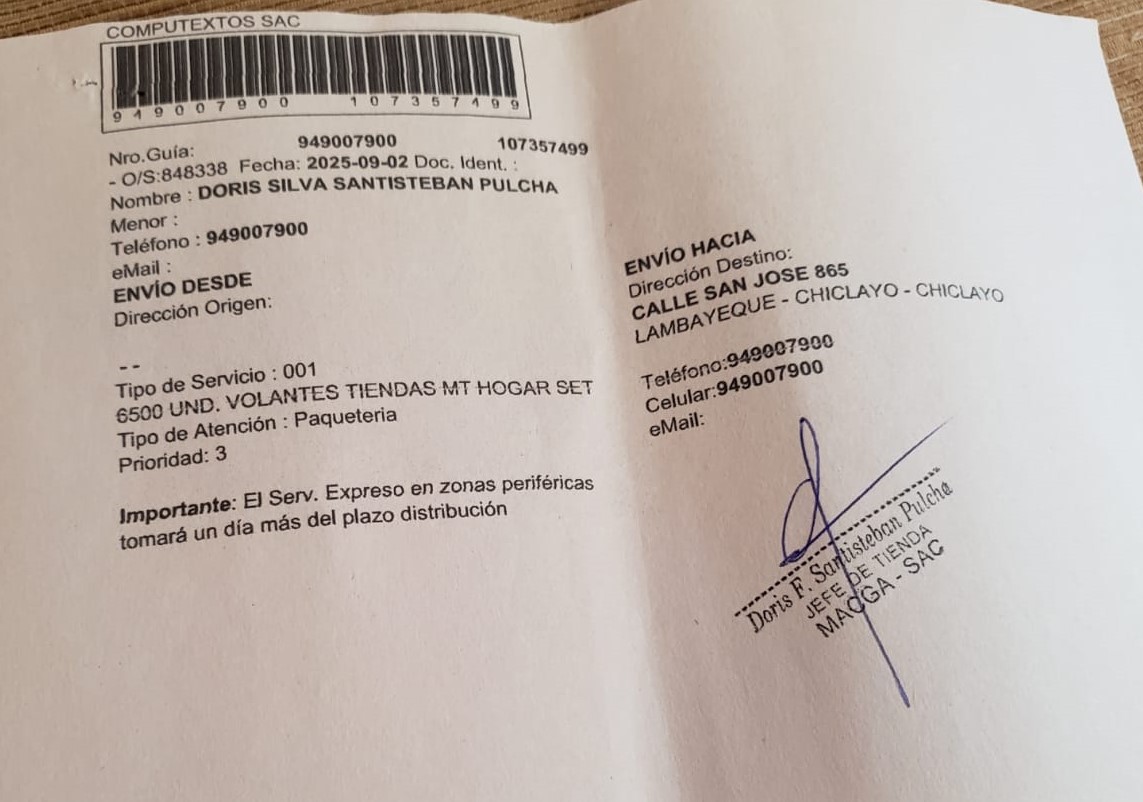 COMPUTEXTOS SAC
949007900 107357499
Nro.Guía: 949007900 107357499
- O/S:848338 Fecha: 2025-09-02 Doc. Ident. :
Nombre : DORIS SILVA SANTISTEBAN PULCHA
Menor :
Teléfono : 949007900
eMail :
ENVÍO DESDE
Dirección Origen:
--
Tipo de Servicio : 001
6500 UND. VOLANTES TIENDAS MT HOGAR SET
Tipo de Atención : Paqueteria
Prioridad: 3
Importante: El Serv. Expreso en zonas periféricas
tomará un día más del plazo distribución
ENVÍO HACIA
Dirección Destino:
CALLE SAN JOSE 865
LAMBAYEQUE - CHICLAYO - CHICLAYO
Teléfono:949007900
Celular:949007900
eMail:
Doris F. Santisteban Pulcha
JEFE DE TIENDA
MACGA - SAC